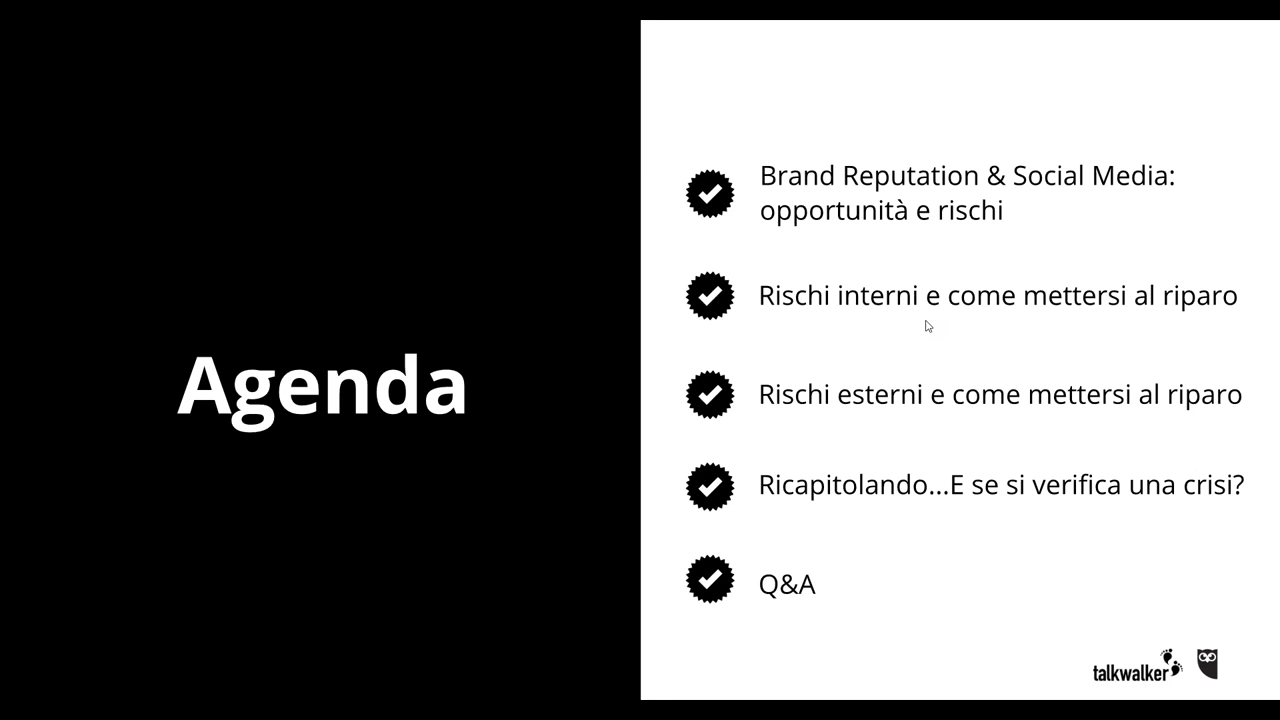 Agenda
Brand Reputation & Social Media:
opportunità e rischi
Rischi interni e come mettersi al riparo
Rischi esterni e come mettersi al riparo
Ricapitolando...E se si verifica una crisi?
Q&A
talkwalker